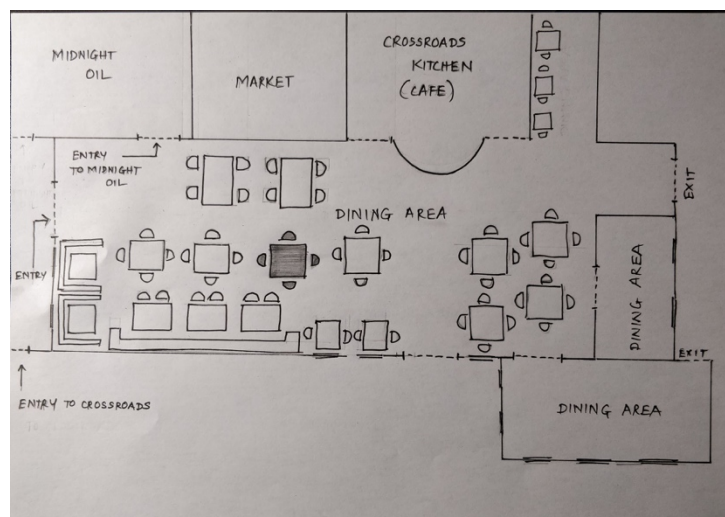 MIDNIGHT
OIL
MARKET
CROSSROADS
KITCHEN
(CAFE)
ENTRY
TO MIDNIGHT
OIL
EXIT
DINING AREA
ENTRY
DINING AREA
EXIT
ENTRY TO CROSSROADS
DINING AREA